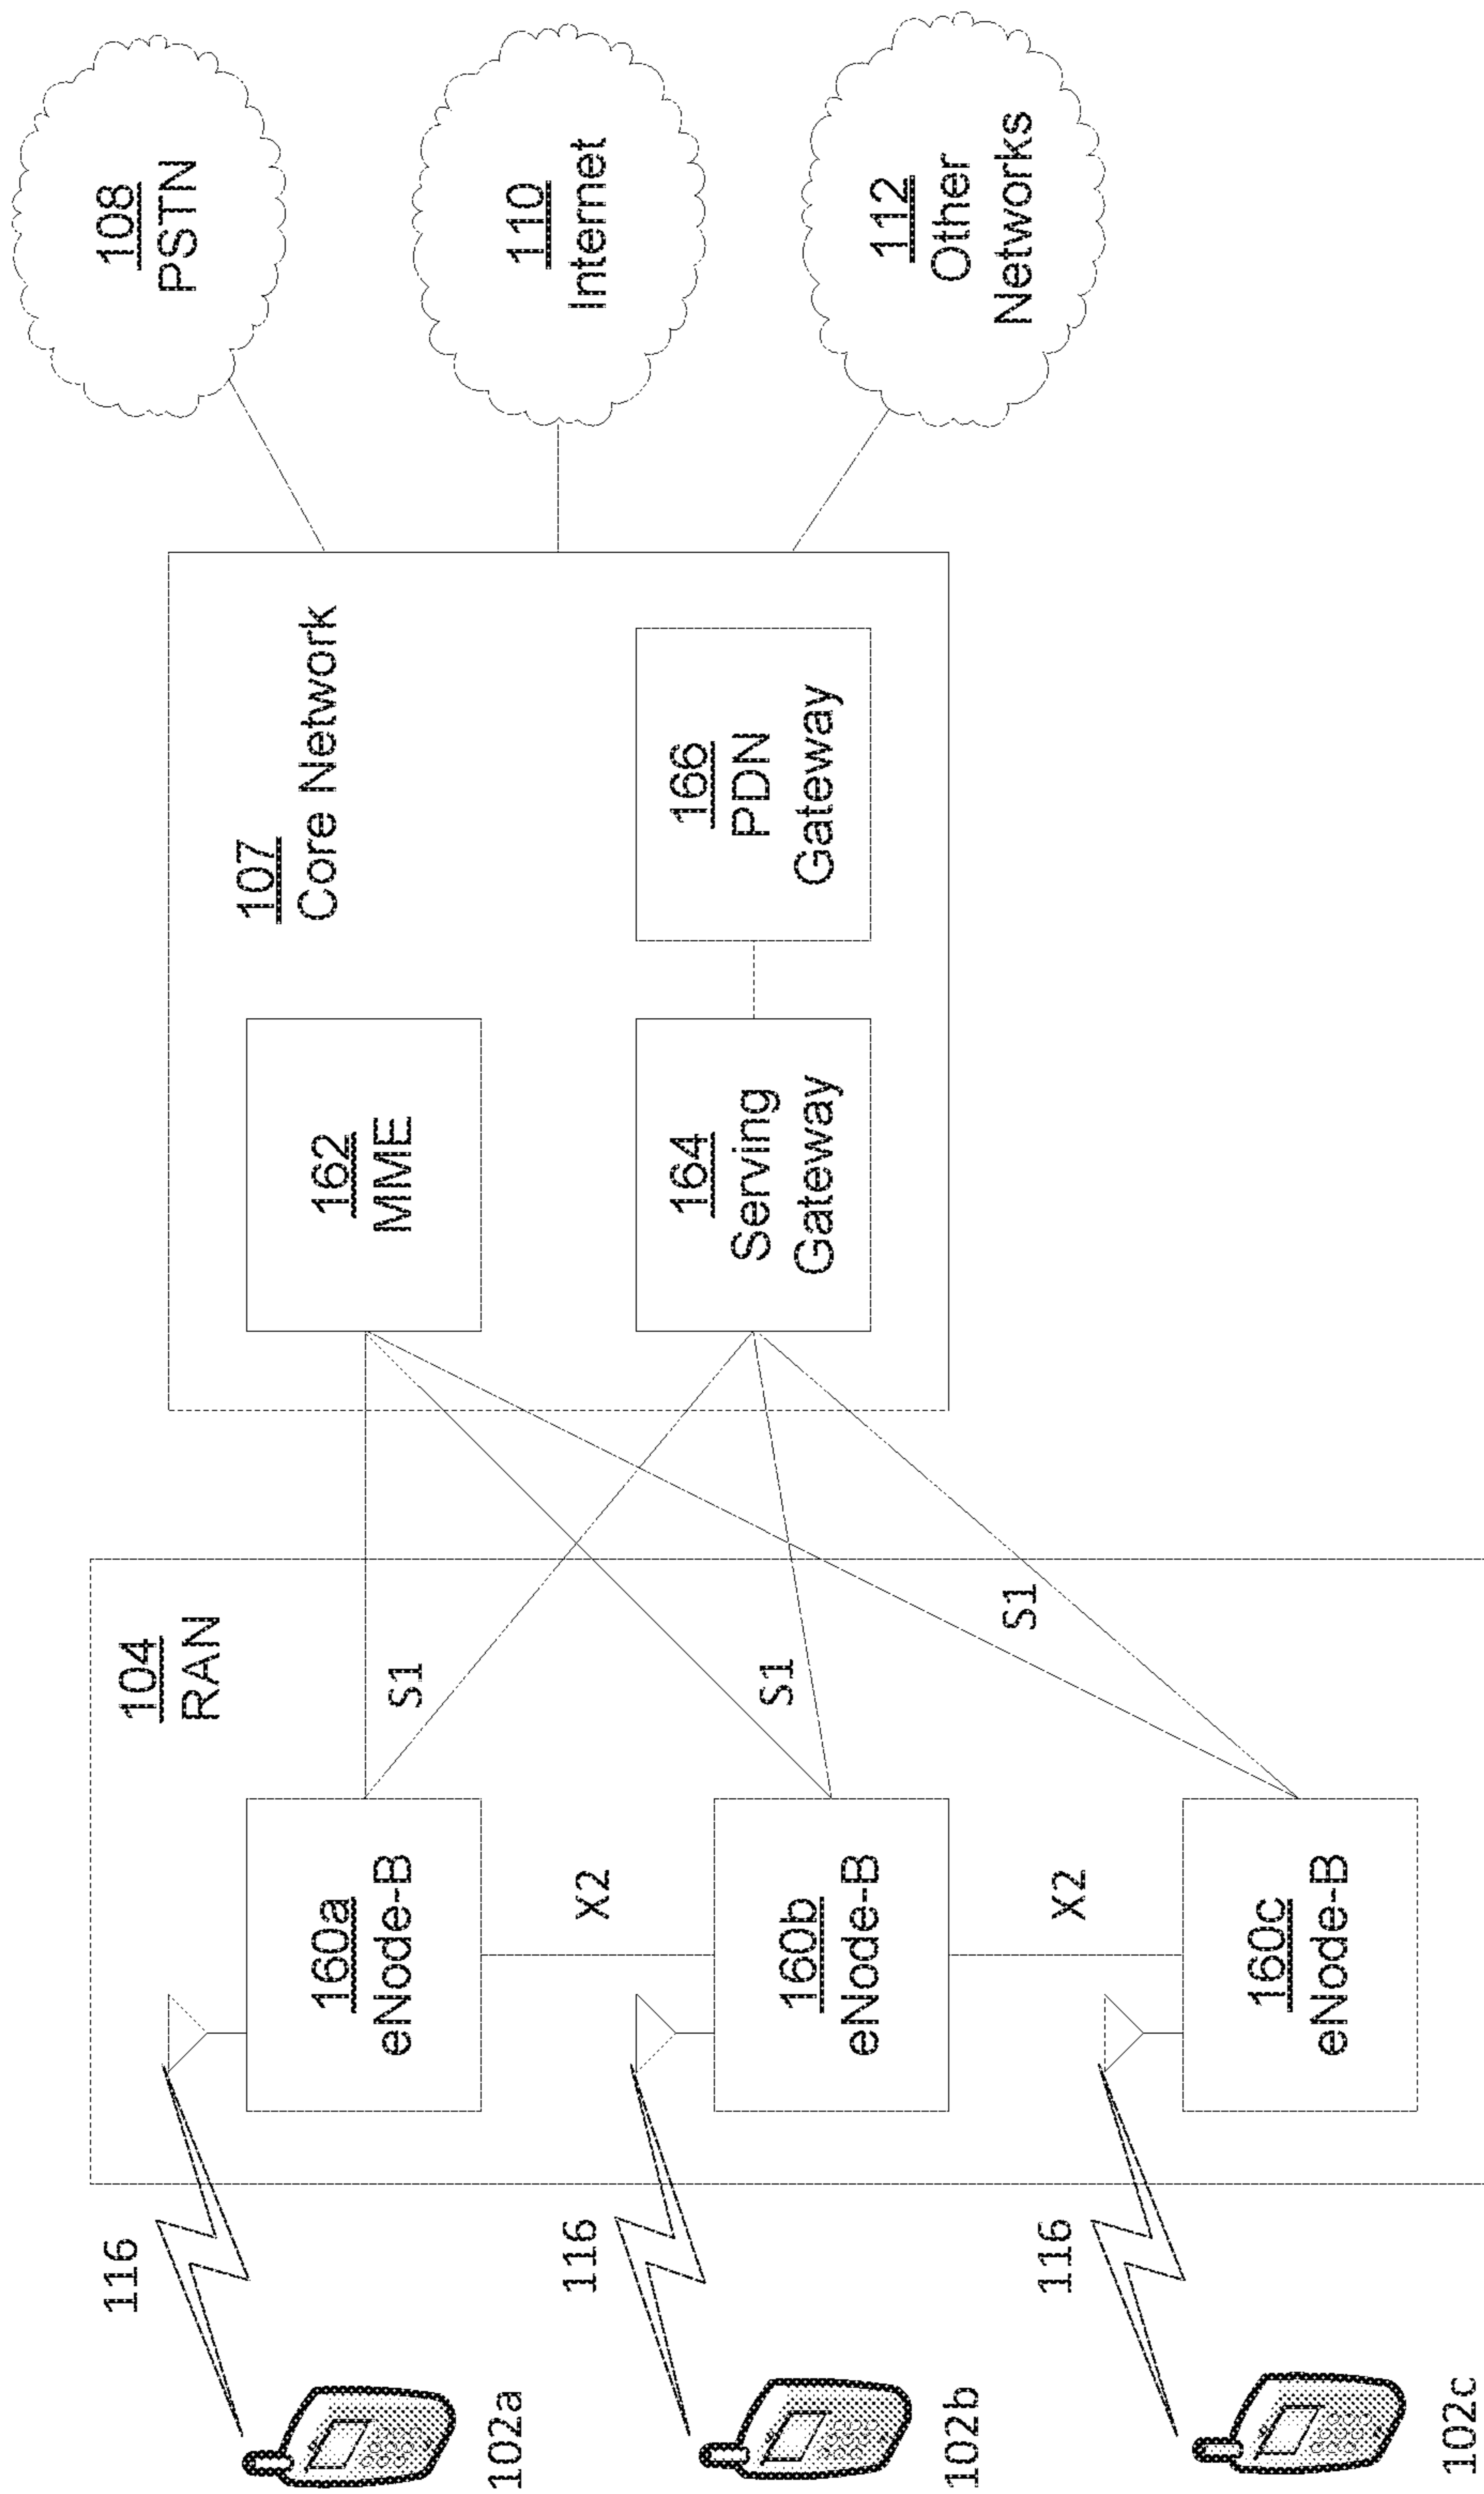 108
PSTN
110
Internet
112
Other
Networks
107
Core Network
166
PDN
Gateway
162
MME
164
Serving
Gateway
104
RAN
S1
S1
S1
160a
eNode-B
X2
160b
eNode-B
X2
160c
eNode-B
116
116
116
102a
102b
102c